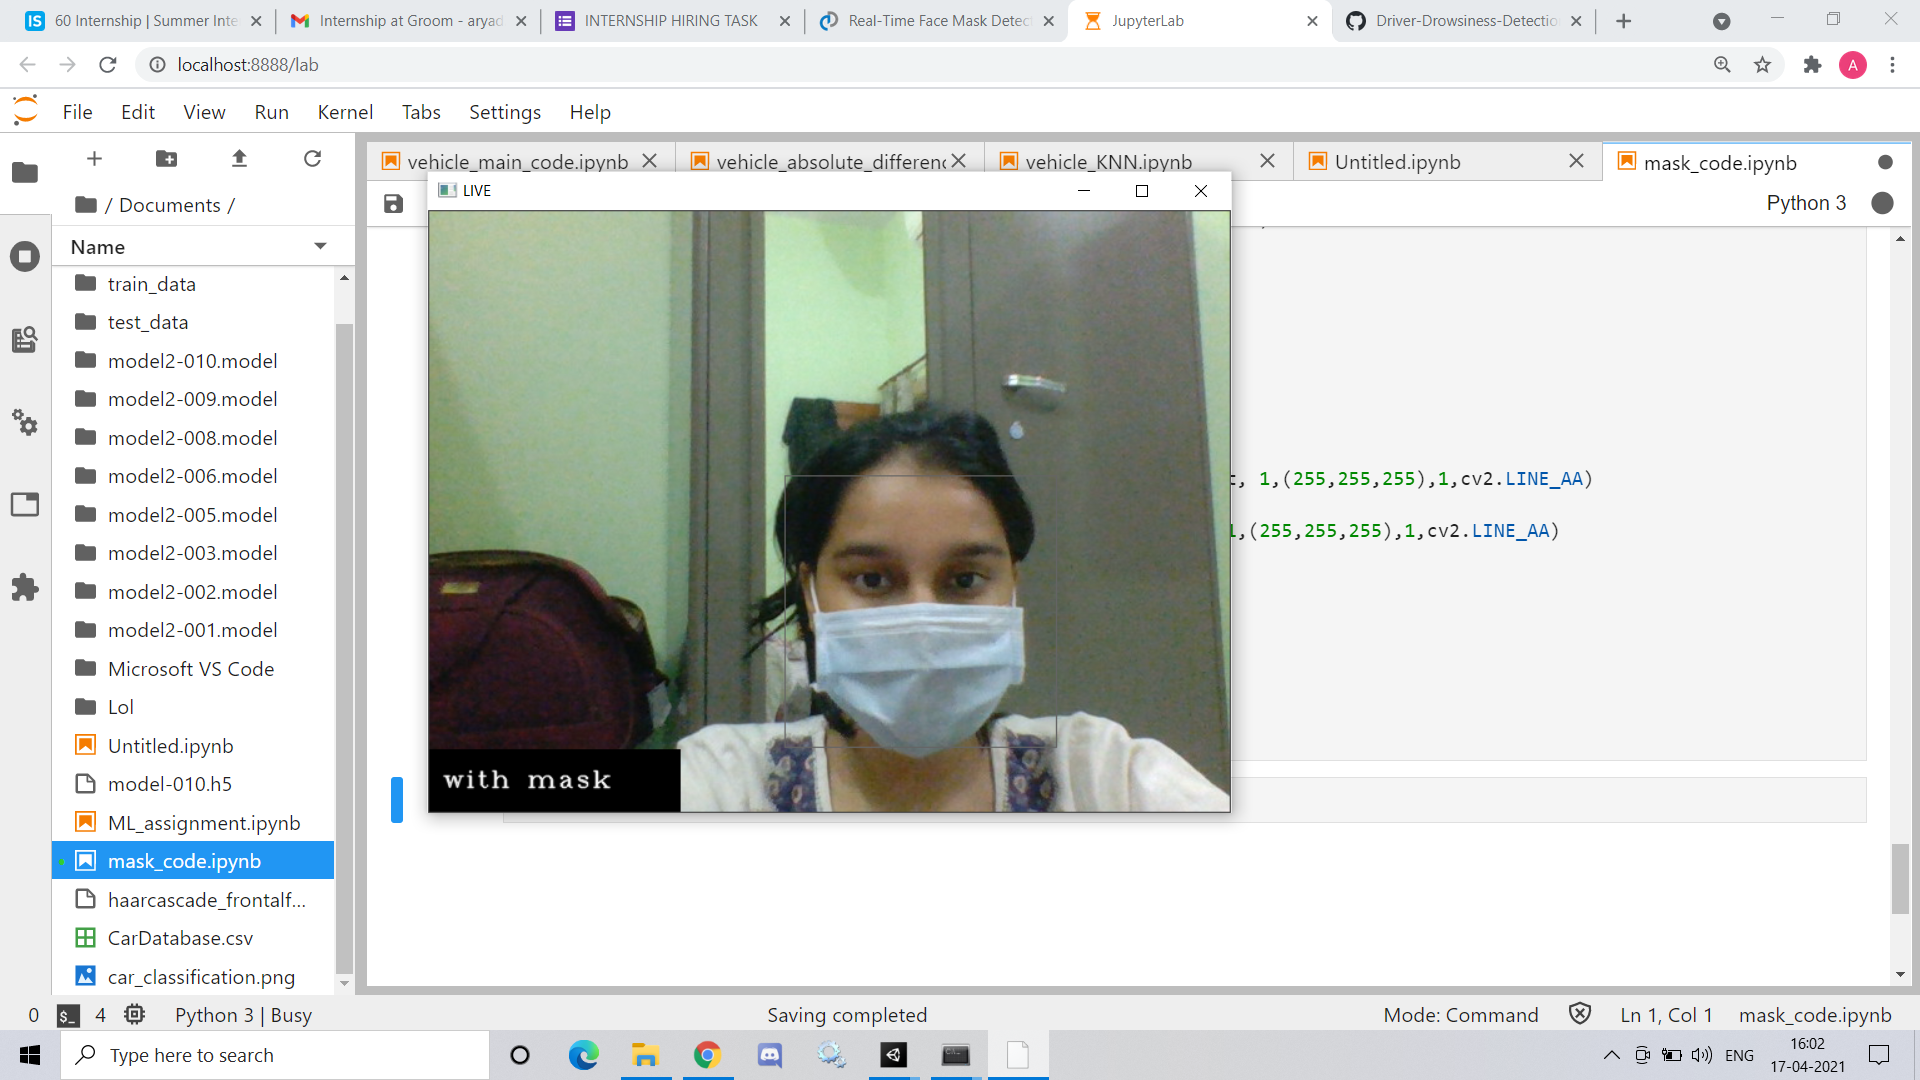 60 Internship | Summer Inte
Internship at Groom - aryad
INTERNSHIP HIRING TASK
Real-Time Face Mask Detect
JupyterLab
Driver-Drowsiness-Detectio
localhost:8888/lab
A
File Edit View Run Kernel Tabs Settings Help
vehicle_main_code.ipynb
vehicle_absolute_differenc
vehicle_KNN.ipynb
Untitled.ipynb
mask_code.ipynb
/ Documents /
LIVE
Python 3
Name
train_data
test_data
model2-010.model
model2-009.model
model2-008.model
model2-006.model
model2-005.model
model2-003.model
model2-002.model
model2-001.model
Microsoft VS Code
Lol
Untitled.ipynb
model-010.h5
ML_assignment.ipynb
mask_code.ipynb
haarcascade_frontalf...
CarDatabase.csv
car_classification.png
, 1,(255,255,255),1,cv2.LINE_AA)
,(255,255,255),1,cv2.LINE_AA)
with mask
0 $_ 4 Python 3 | Busy
Saving completed
Mode: Command
Ln 1, Col 1
mask_code.ipynb
Type here to search
ENG
16:02
17-04-2021